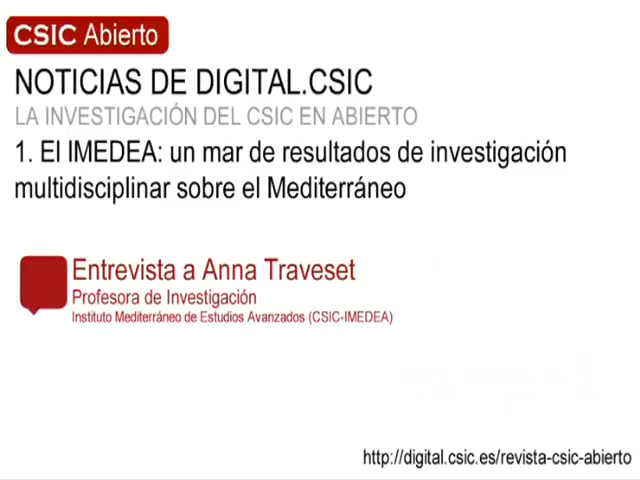 CSIC Abierto
NOTICIAS DE DIGITAL.CSIC
LA INVESTIGACIÓN DEL CSIC EN ABIERTO
1. El IMEDEA: un mar de resultados de investigación
multidisciplinar sobre el Mediterráneo
Entrevista a Anna Traveset
Profesora de Investigación
Instituto Mediterráneo de Estudios Avanzados (CSIC-IMEDEA)
http://digital.csic.es/revista-csic-abierto